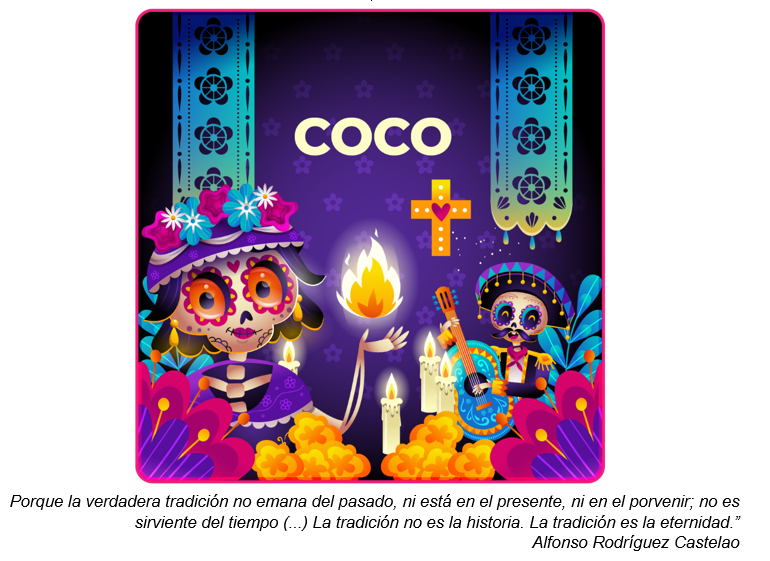 COCO
Porque la verdadera tradición no emana del pasado, ni está en el presente, ni en el porvenir; no es
sirviente del tiempo (...) La tradición no es la historia. La tradición es la eternidad.”
Alfonso Rodríguez Castelao